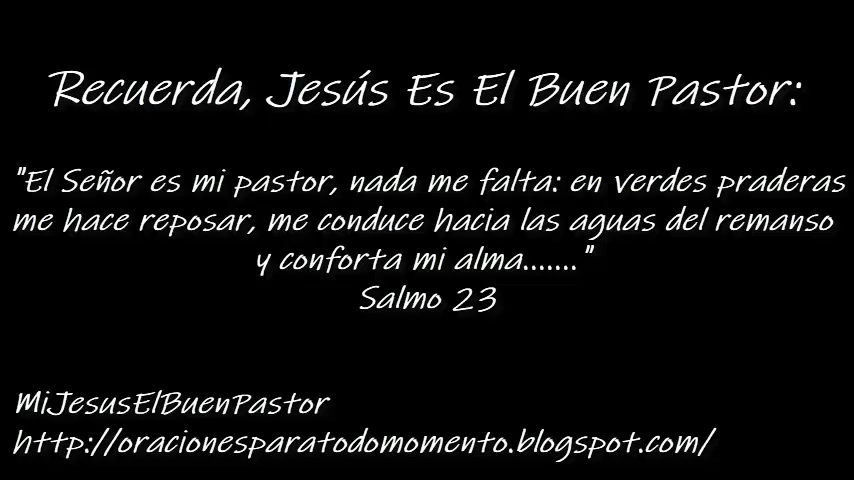 Recuerda, Jesús Es El Buen Pastor:
"El Señor es mi pastor, nada me falta: en verdes praderas
me hace reposar, me conduce hacia las aguas del remanso
y conforta mi alma......."
Salmo 23
MiJesusElBuenPastor
http://oracionesparatodomomento.blogspot.com/